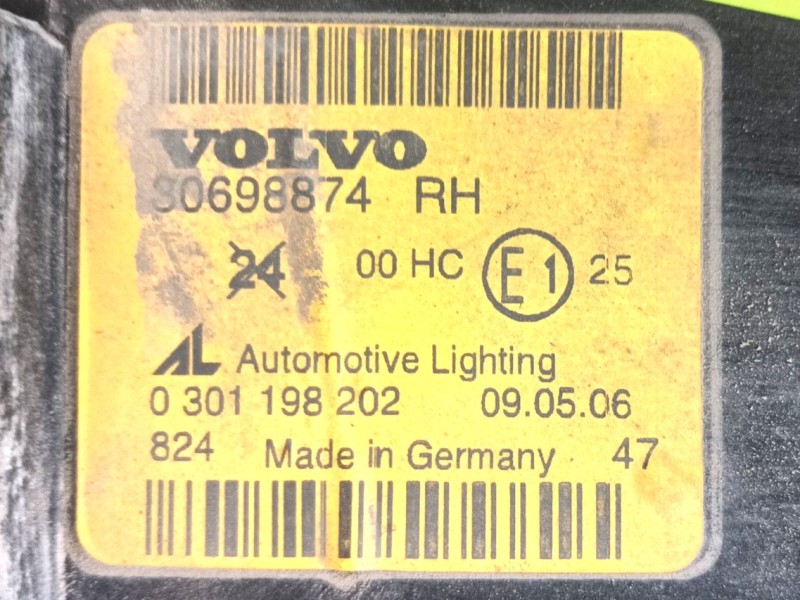 VOLVO
30698874 RH
24 00 HC E1 25
AL Automotive Lighting
0 301 198 202 09.05.06
824 Made in Germany 47